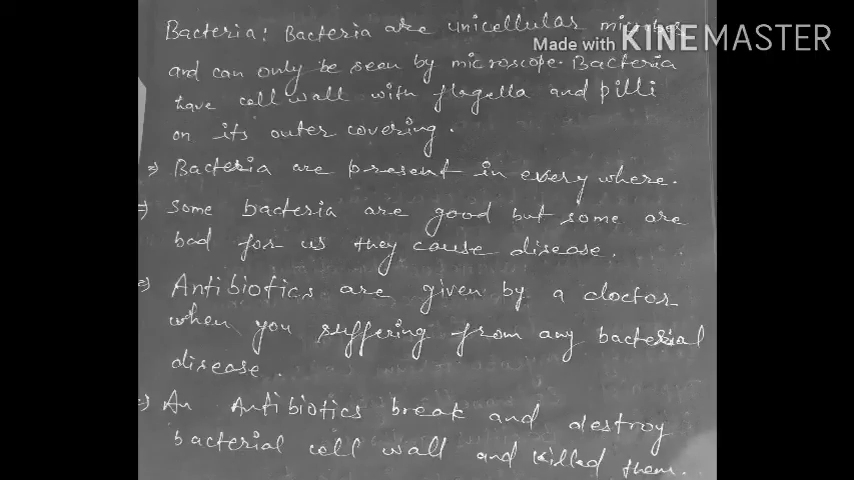 Bacteria: Bacteria are unicellular microbes
Made with KINEMASTER
and can only be seen by microscope. Bacteria
have cell wall with flagella and pilli
on its outer covering.
⇒ Bacteria are present in every where.
⇒ Some bacteria are good but some are
bad for us they cause disease.
⇒ Antibiotics are given by a doctor
when you suffering from any bacterial
disease.
⇒ An Antibiotics break and destroy
bacterial cell wall and killed them.